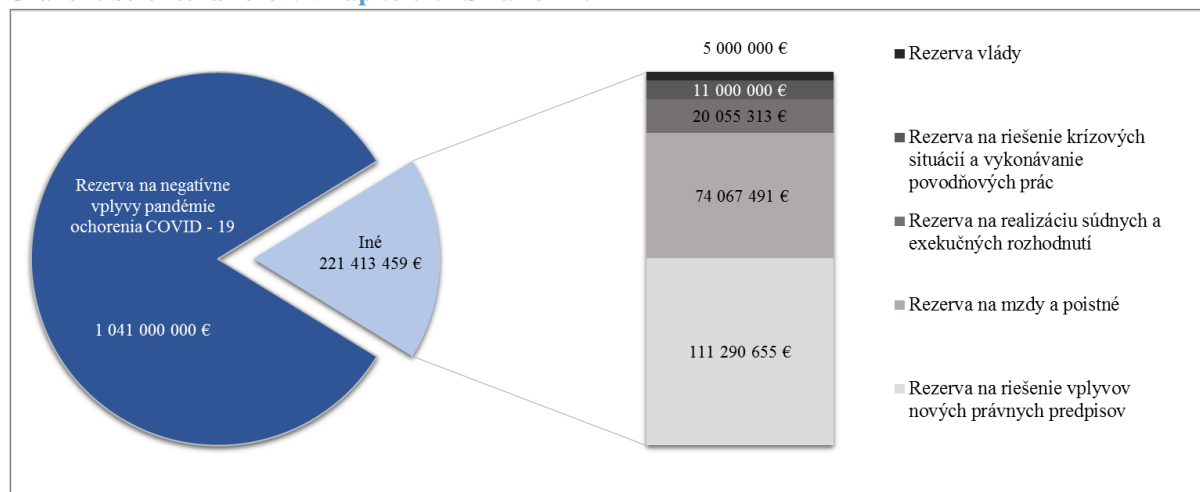 Rezerva na negatívne
vplyvy pandémie
ochorenia COVID - 19
1 041 000 000 €
Iné
221 413 459 €
5 000 000 €
11 000 000 €
20 055 313 €
74 067 491 €
111 290 655 €
Rezerva vlády
Rezerva na riešenie krízových
situácií a vykonávanie
povodňových prác
Rezerva na realizáciu súdnych a
exekučných rozhodnutí
Rezerva na mzdy a poistné
Rezerva na riešenie vplyvov
nových právnych predpisov